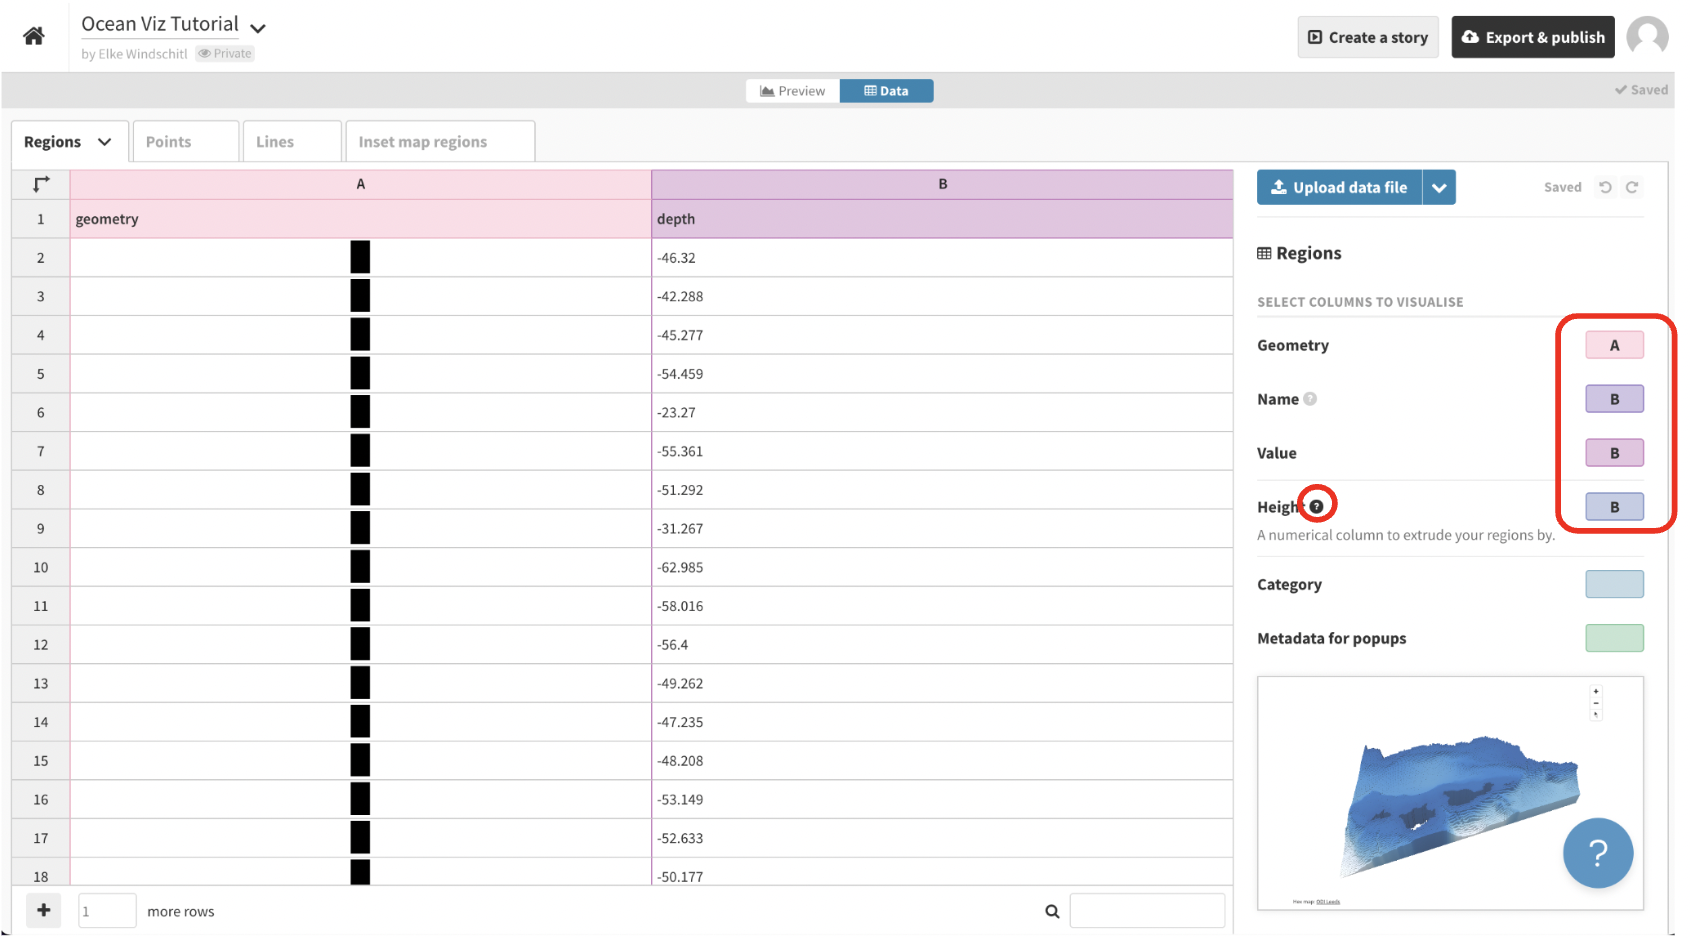 Ocean Viz Tutorial
by Elke Windschitl Private
Create a story
Export & publish
Preview
Data
Saved
Regions
Points
Lines
Inset map regions
A B
1 geometry depth
2 -46.32
3 -42.288
4 -45.277
5 -54.459
6 -23.27
7 -55.361
8 -51.292
9 -31.267
10 -62.985
11 -58.016
12 -56.4
13 -49.262
14 -47.235
15 -48.208
16 -53.149
17 -52.633
18 -50.177
+ 1 more rows
Upload data file
Saved
Regions
SELECT COLUMNS TO VISUALISE
Geometry A
Name ? B
Value B
Height ? B
A numerical column to extrude your regions by.
Category
Metadata for popups
+
−
?